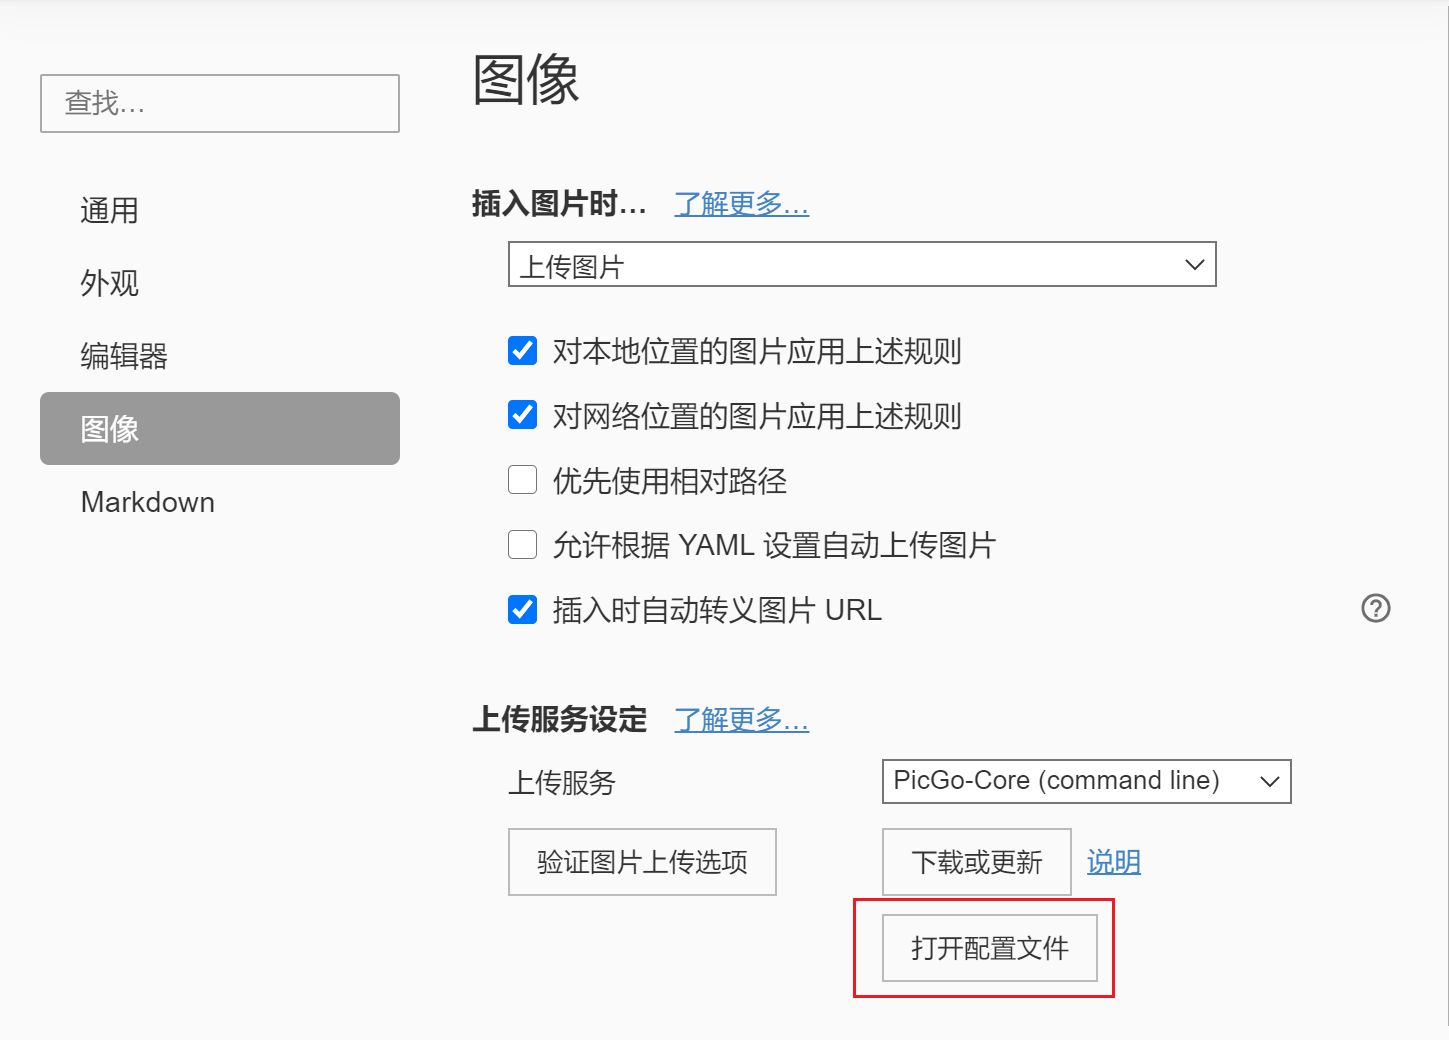 查找…
通用
外观
编辑器
图像
Markdown
图像
插入图片时… 了解更多…
上传图片
对本地位置的图片应用上述规则
对网络位置的图片应用上述规则
优先使用相对路径
允许根据 YAML 设置自动上传图片
插入时自动转义图片 URL
上传服务设定 了解更多…
上传服务 PicGo-Core (command line)
验证图片上传选项 下载或更新 说明
打开配置文件